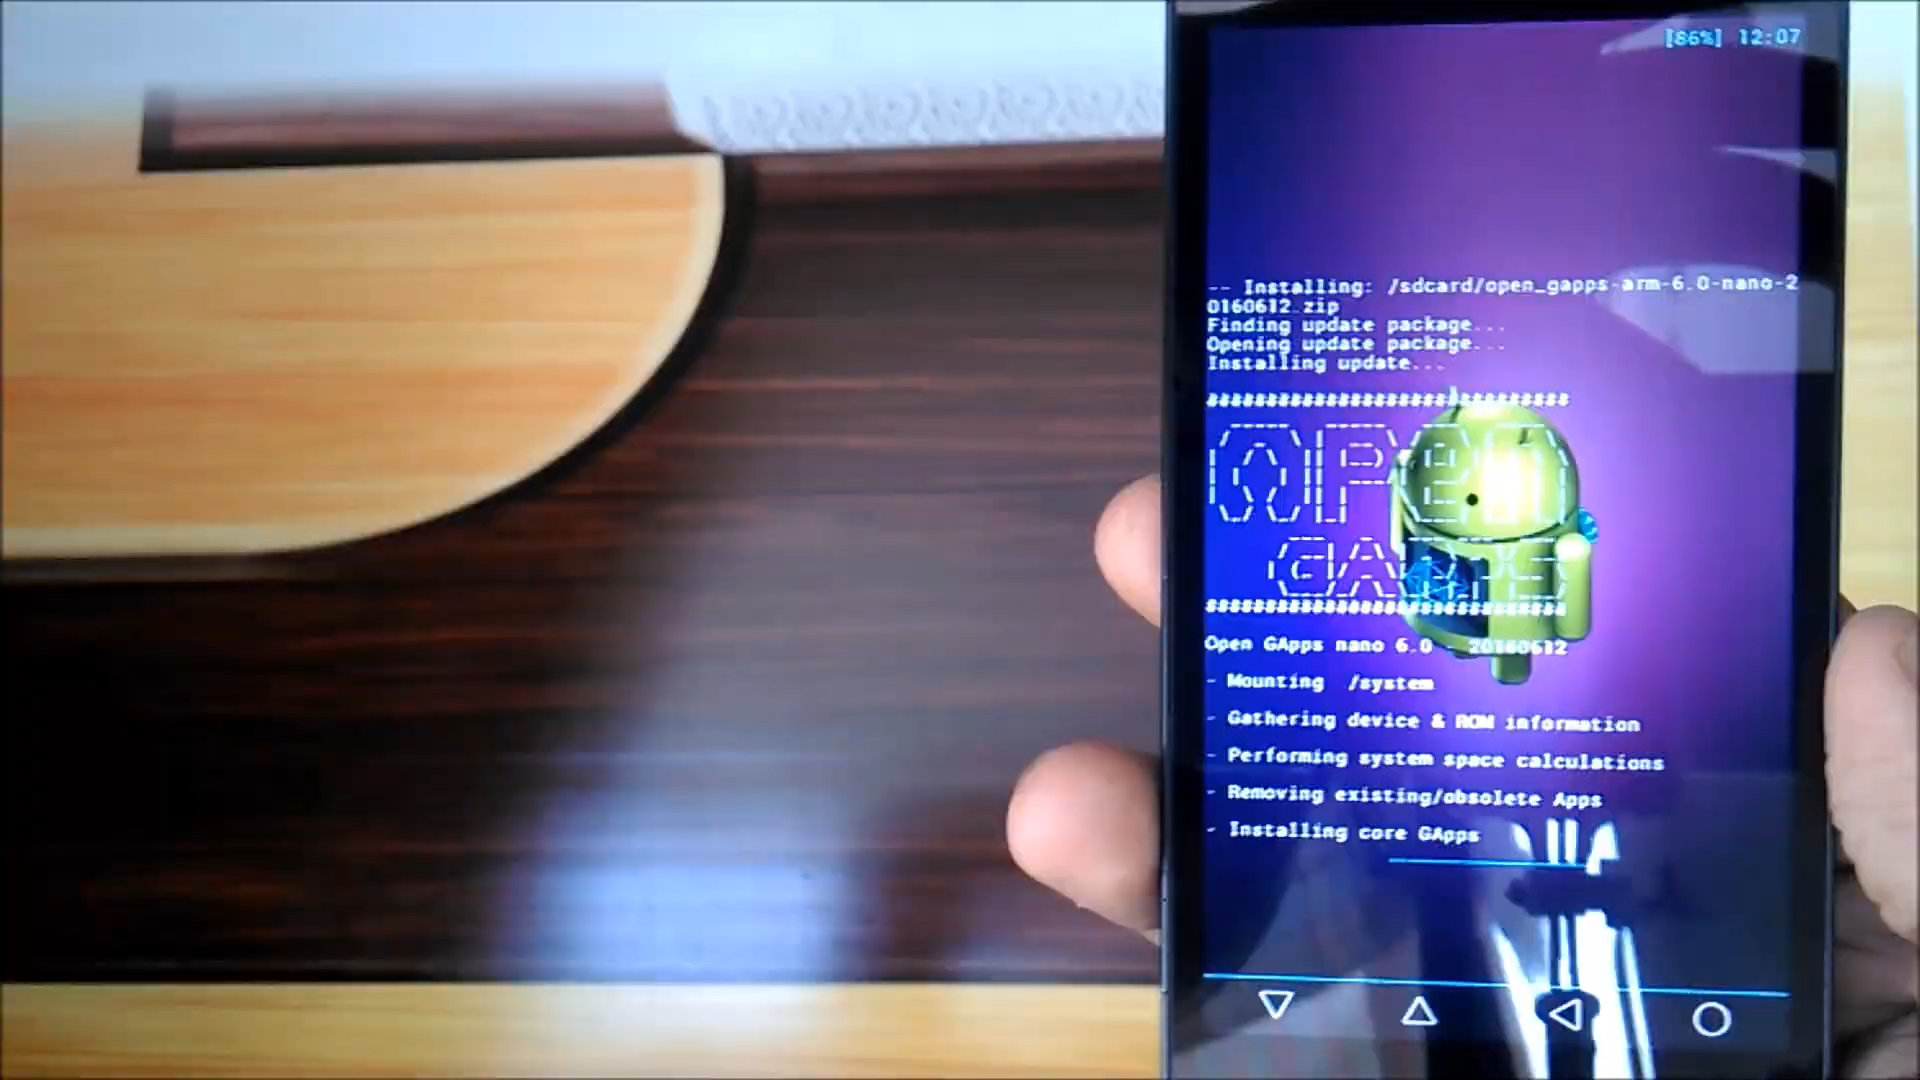 [86%] 12:07
-- Installing: /sdcard/open_gapps-arm-6.0-nano-2
0160612.zip
Finding update package...
Opening update package...
Installing update...
##############################
OPen
GAPPS
##############################
Open GApps nano 6.0 - 20160612
- Mounting /system
- Gathering device & ROM information
- Performing system space calculations
- Removing existing/obsolete Apps
- Installing core GApps